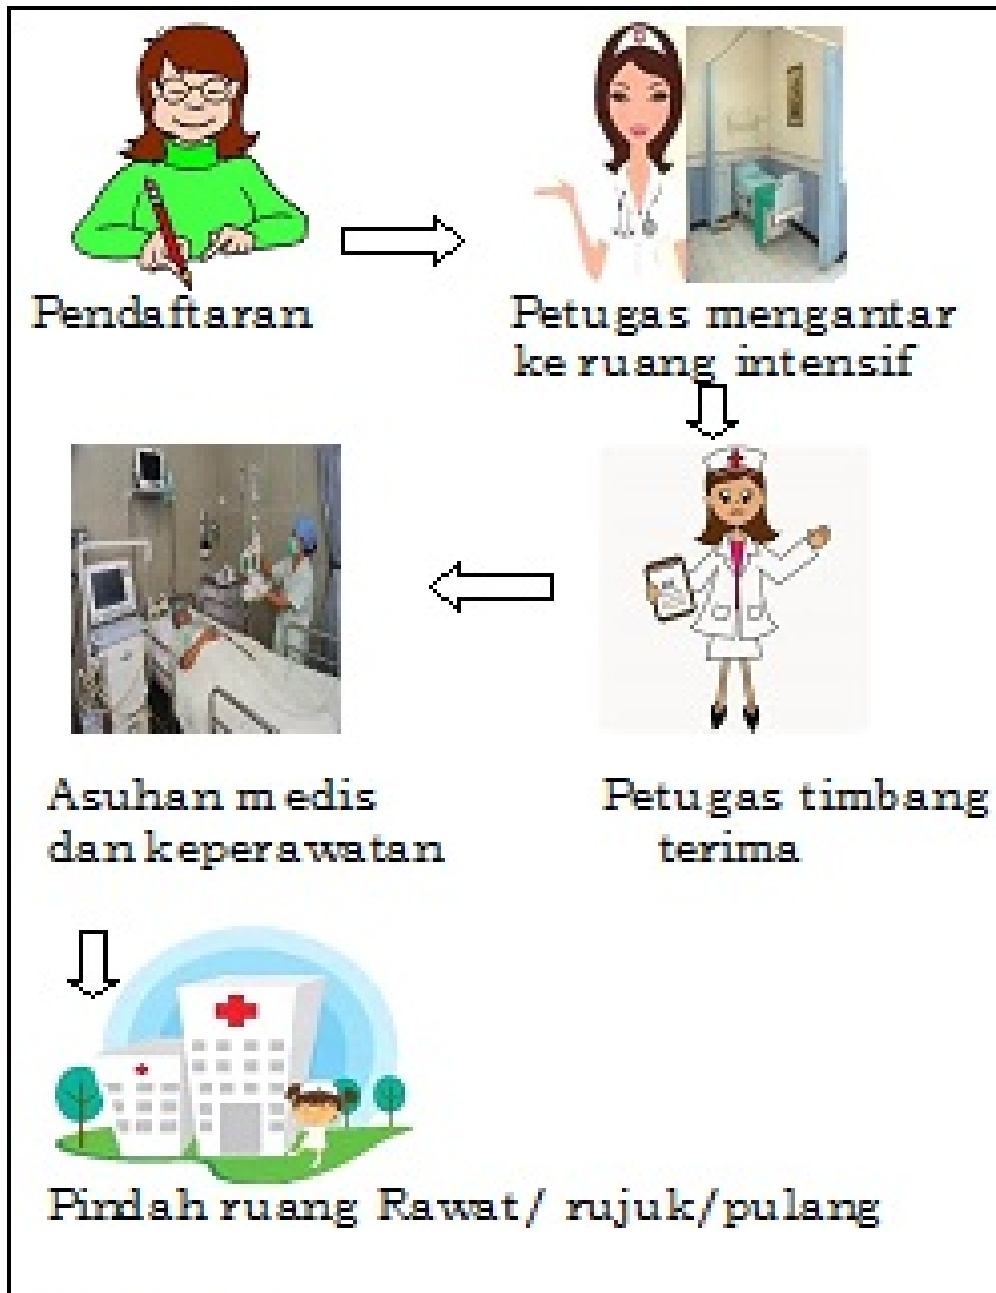 Pendaftaran
Petugas mengantar
ke ruang intensif
Petugas timbang
terima
Asuhan medis
dan keperawatan
Pindah ruang Rawat/ rujuk/pulang